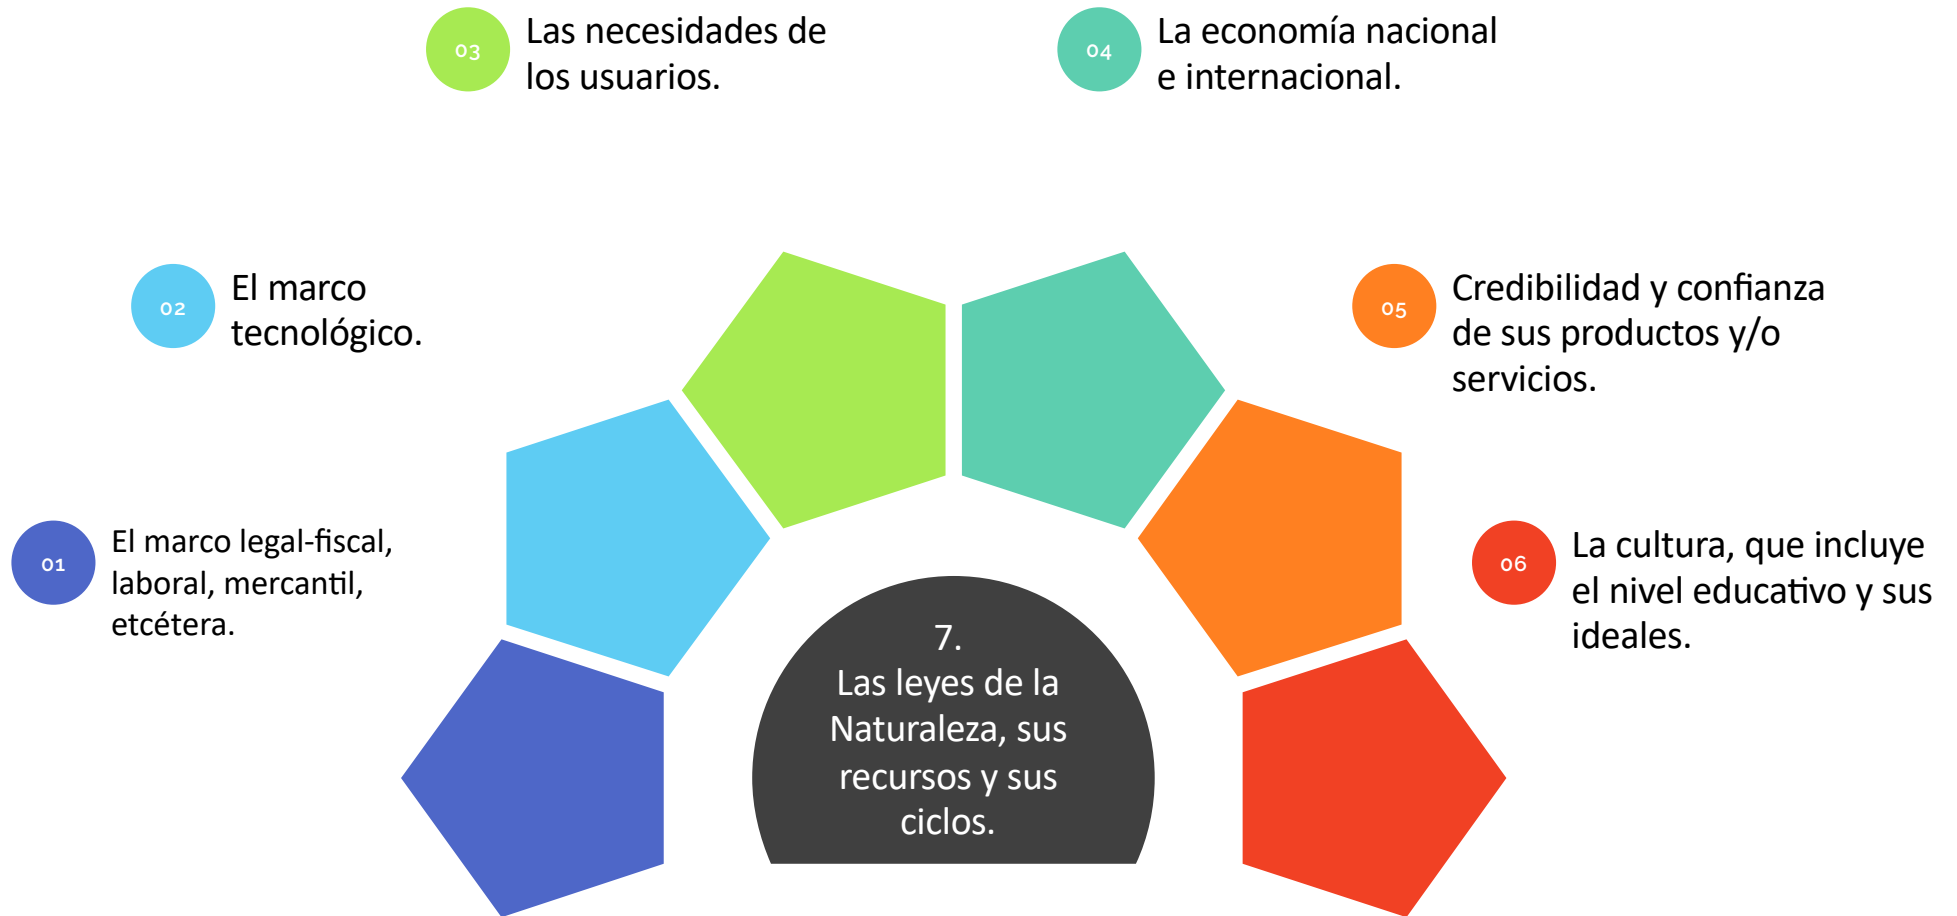 03
Las necesidades de
los usuarios.
04
La economía nacional
e internacional.
02
El marco
tecnológico.
05
Credibilidad y confianza
de sus productos y/o
servicios.
01
El marco legal-fiscal,
laboral, mercantil,
etcétera.
06
La cultura, que incluye
el nivel educativo y sus
ideales.
7.
Las leyes de la
Naturaleza, sus
recursos y sus
ciclos.